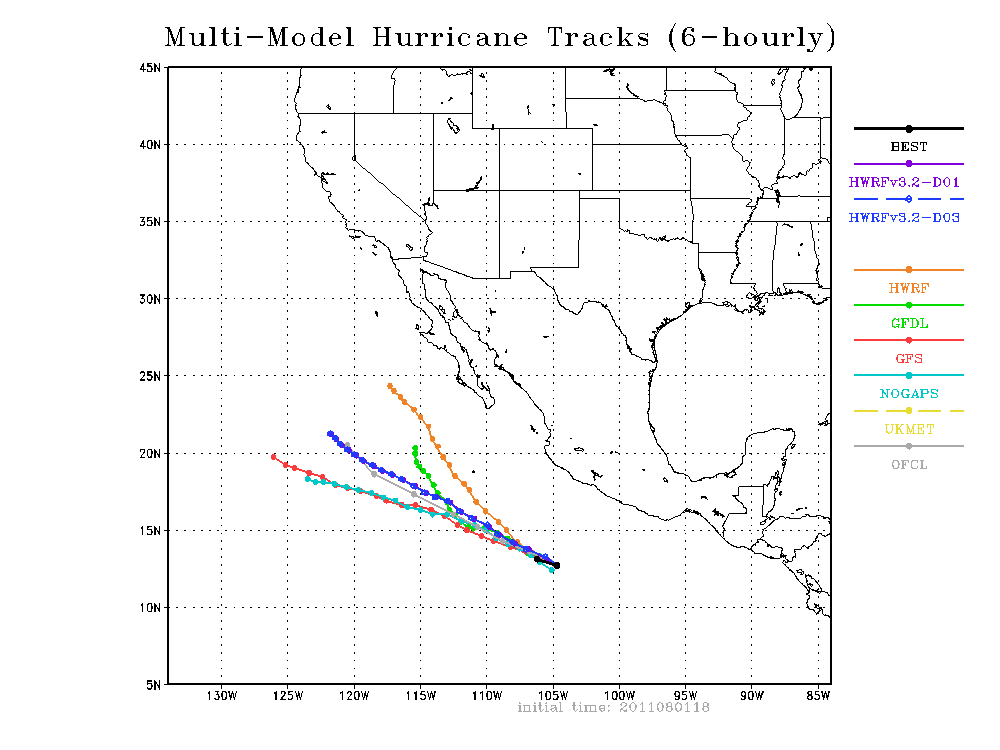 Multi-Model Hurricane Tracks (6-hourly)
45N
40N
35N
30N
25N
20N
15N
10N
5N
130W 125W 120W 115W 110W 105W 100W 95W 90W 85W
initial time: 2011080118
BEST
HWRFv3.2-D01
HWRFv3.2-D03
HWRF
GFDL
GFS
NOGAPS
UKMET
OFCL